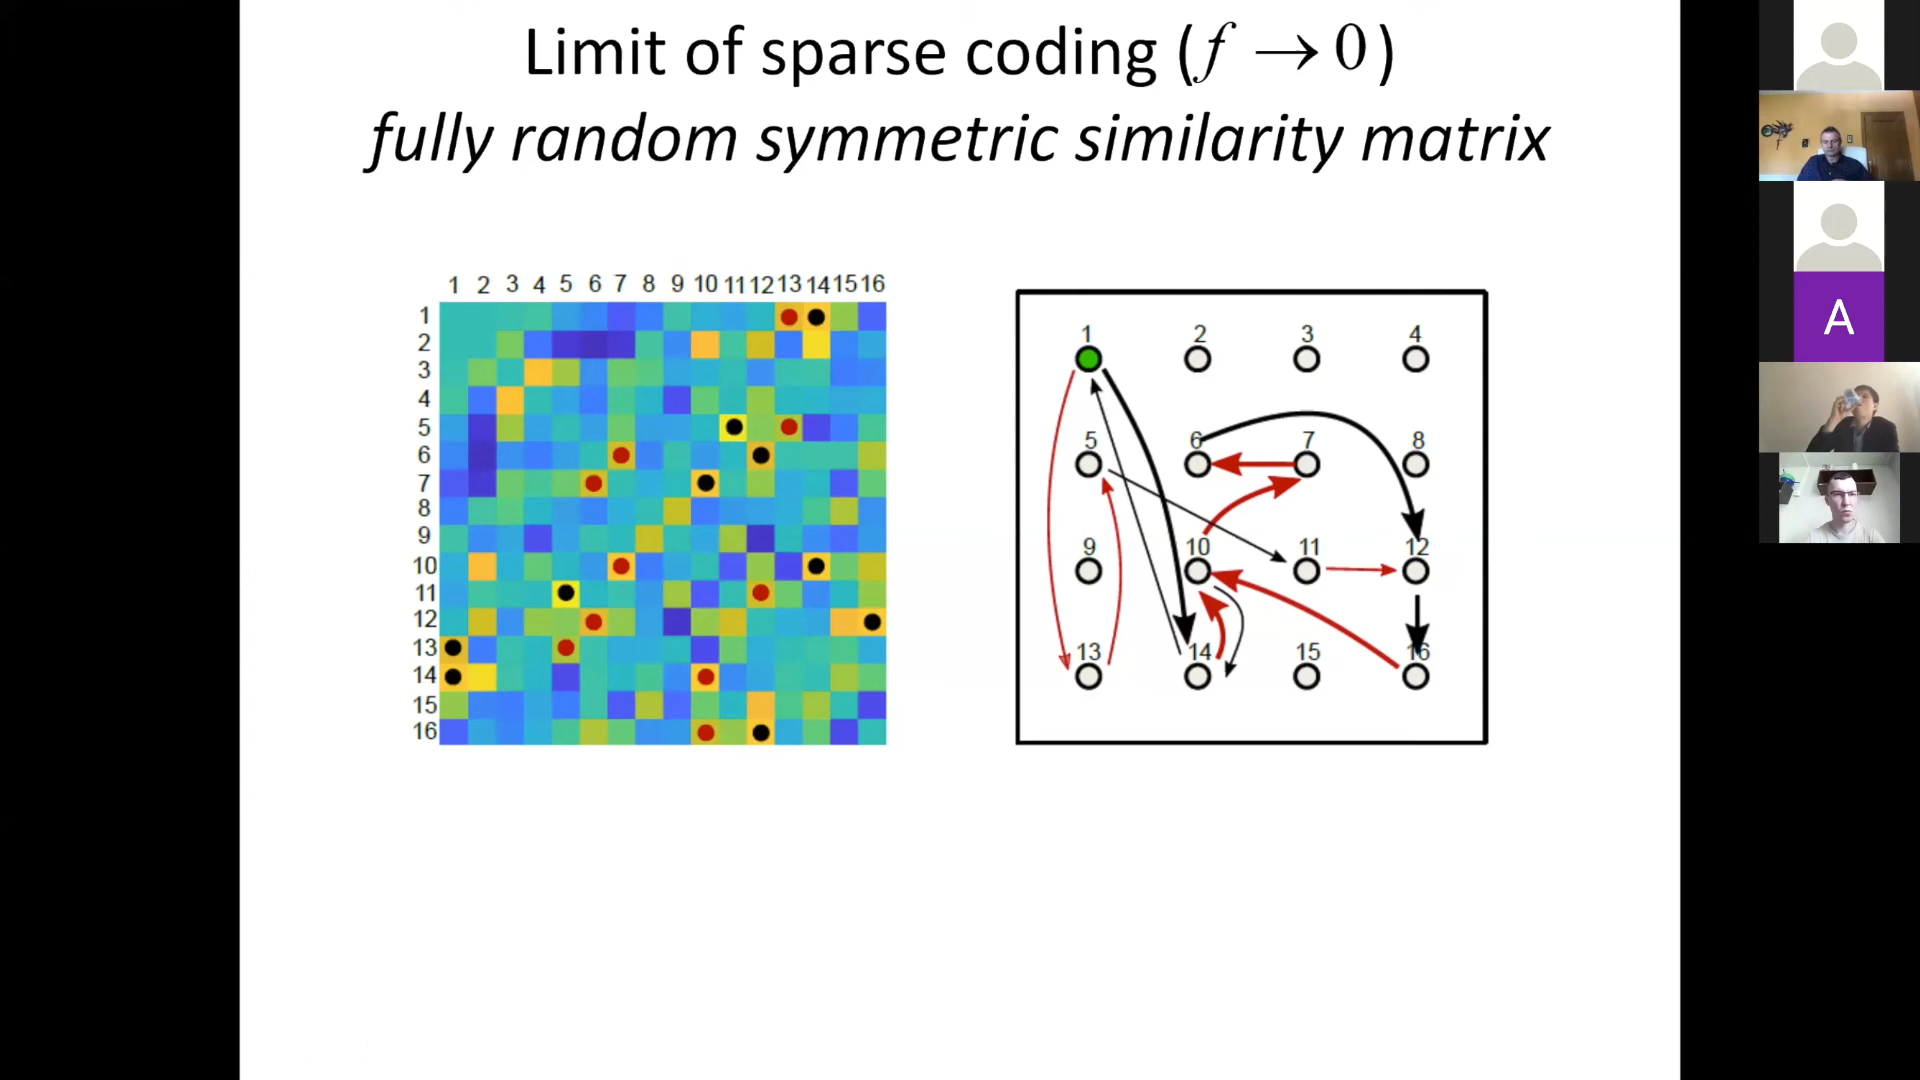 Limit of sparse coding (f → 0)
fully random symmetric similarity matrix
1 2 3 4 5 6 7 8 9 10 11 12 13 14 15 16
1
2
3
4
5
6
7
8
9
10
11
12
13
14
15
16
1 2 3 4
5 6 7 8
9 10 11 12
13 14 15 16
A